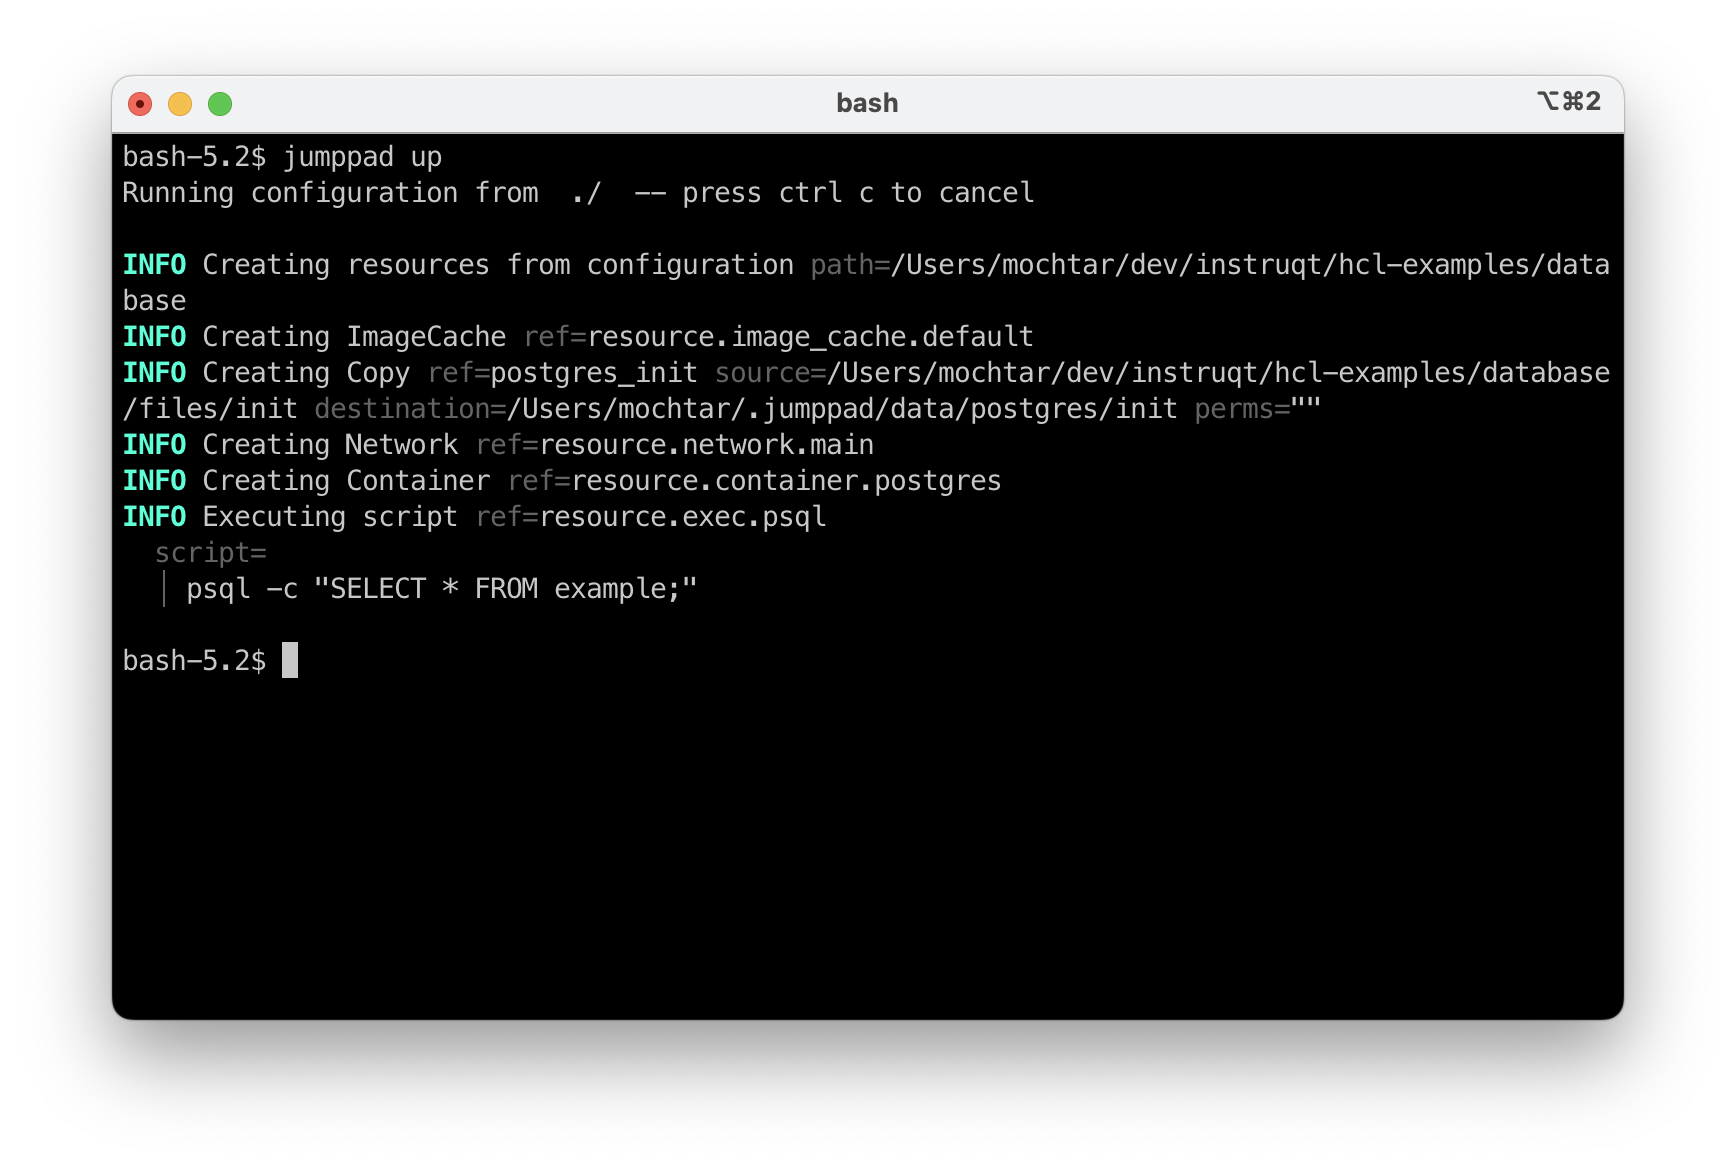 bash
⌥⌘2
bash-5.2$ jumppad up
Running configuration from  ./  -- press ctrl c to cancel
INFO Creating resources from configuration path=/Users/mochtar/dev/instruqt/hcl-examples/data
base
INFO Creating ImageCache ref=resource.image_cache.default
INFO Creating Copy ref=postgres_init source=/Users/mochtar/dev/instruqt/hcl-examples/database
/files/init destination=/Users/mochtar/.jumppad/data/postgres/init perms=""
INFO Creating Network ref=resource.network.main
INFO Creating Container ref=resource.container.postgres
INFO Executing script ref=resource.exec.psql
  script=
  │ psql -c "SELECT * FROM example;"
bash-5.2$